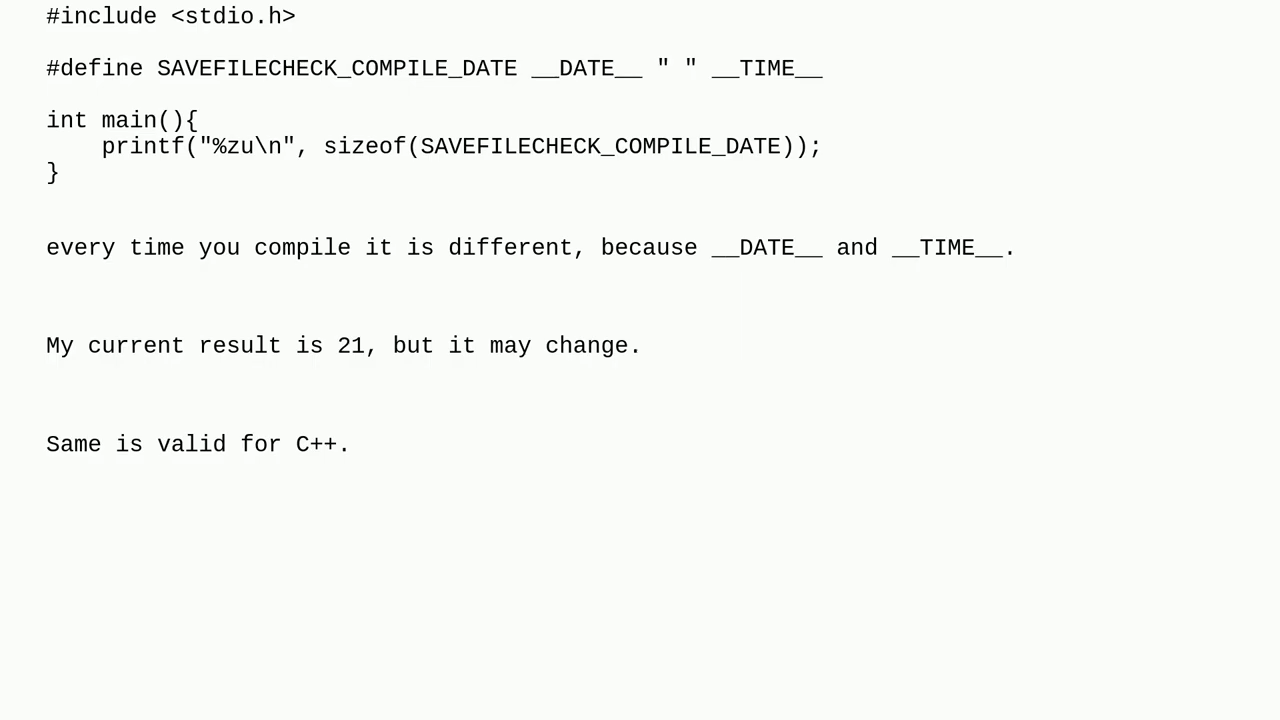 #include <stdio.h>
#define SAVEFILECHECK_COMPILE_DATE __DATE__ " " __TIME__
int main(){
    printf("%zu\n", sizeof(SAVEFILECHECK_COMPILE_DATE));
}
every time you compile it is different, because __DATE__ and __TIME__.
My current result is 21, but it may change.
Same is valid for C++.